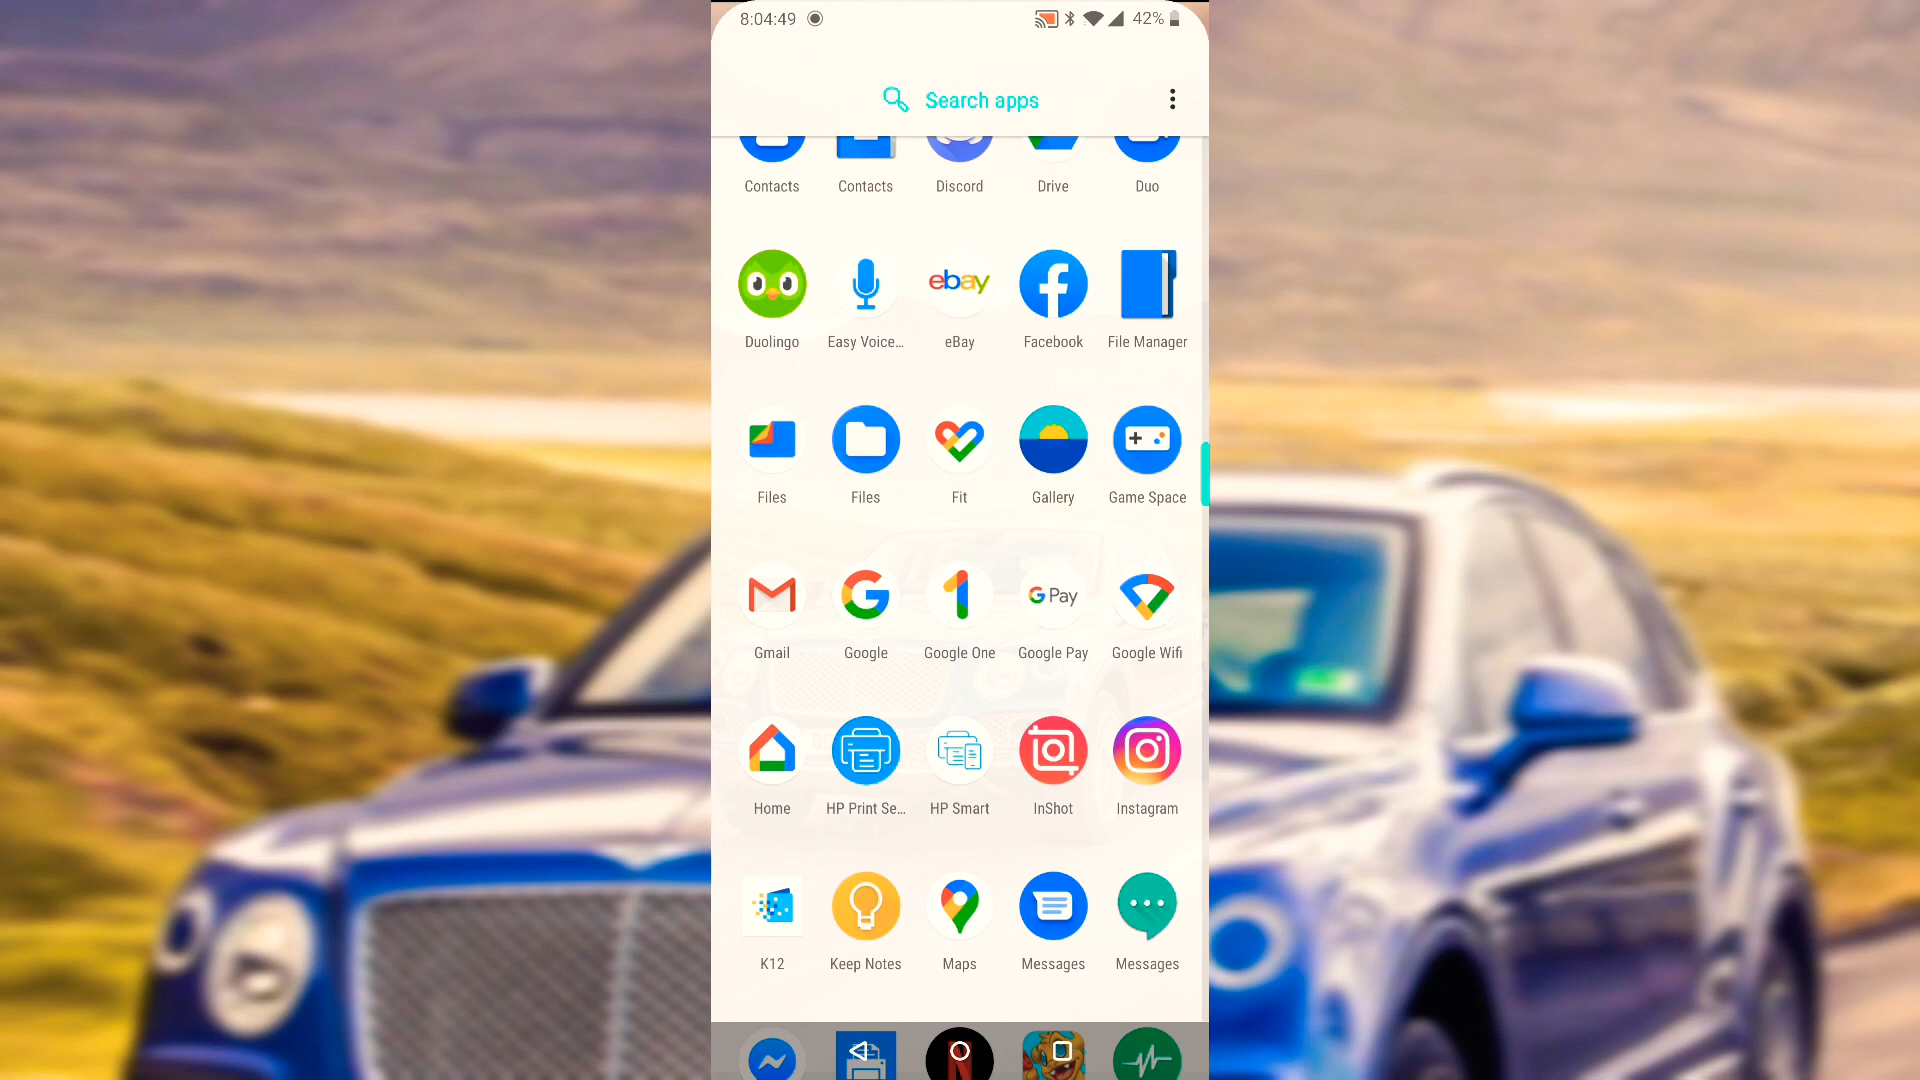 8:04:49 42%
Search apps
Contacts Contacts Discord Drive Duo
ebay
Duolingo Easy Voice... eBay Facebook File Manager
Files Files Fit Gallery Game Space
G Pay
Gmail Google Google One Google Pay Google Wifi
Home HP Print Se... HP Smart InShot Instagram
K12 Keep Notes Maps Messages Messages